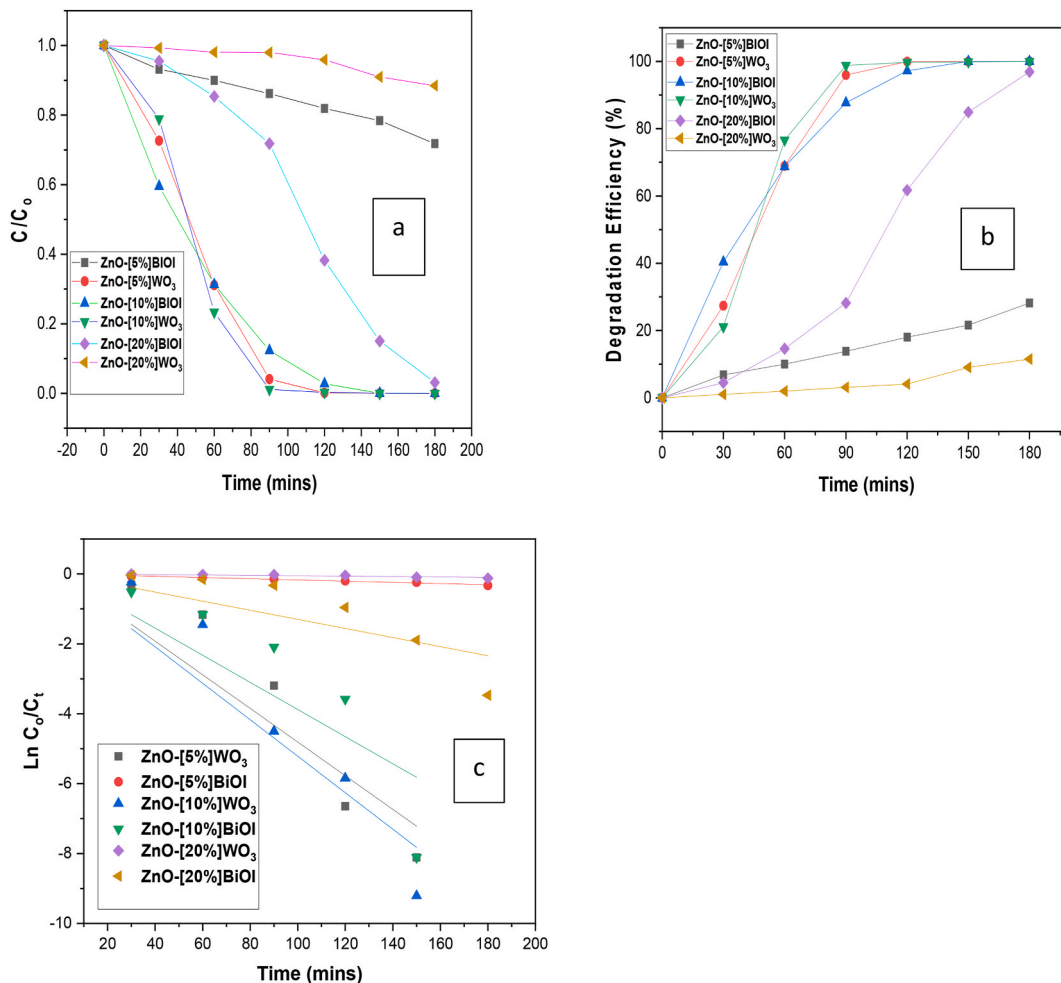 1.0
0.8
0.6
0.4
0.2
0.0
C/C₀
a
ZnO-[5%]BIOI
ZnO-[5%]WO₃
ZnO-[10%]BIOI
ZnO-[10%]WO₃
ZnO-[20%]BIOI
ZnO-[20%]WO₃
-20 0 20 40 60 80 100 120 140 160 180 200
Time (mins)
ZnO-[5%]BIOI
ZnO-[5%]WO₃
ZnO-[10%]BIOI
ZnO-[10%]WO₃
ZnO-[20%]BIOI
ZnO-[20%]WO₃
100
80
60
40
20
0
Degradation Efficiency (%)
b
0 30 60 90 120 150 180
Time (mins)
0
-2
-4
-6
-8
-10
Ln C₀/Cₜ
c
ZnO-[5%]WO₃
ZnO-[5%]BiOI
ZnO-[10%]WO₃
ZnO-[10%]BiOI
ZnO-[20%]WO₃
ZnO-[20%]BiOI
20 40 60 80 100 120 140 160 180 200
Time (mins)